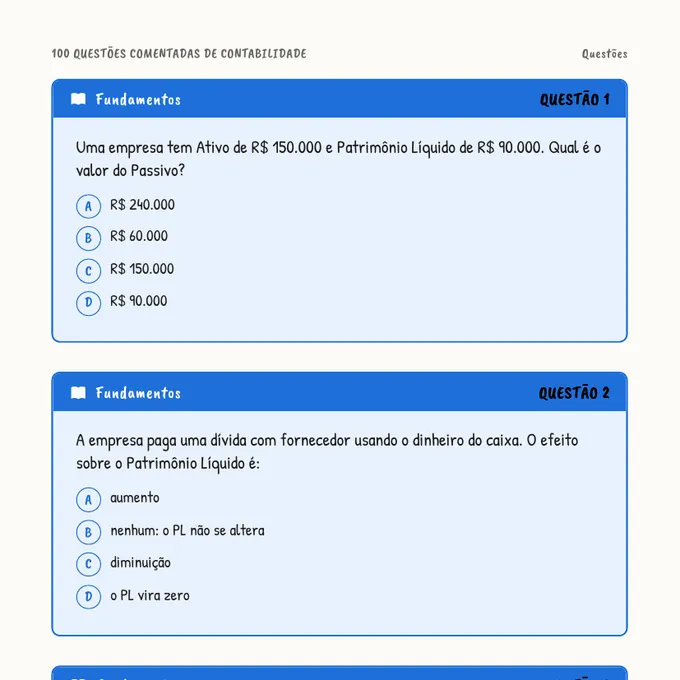 100 QUESTÕES COMENTADAS DE CONTABILIDADE
Questões
Fundamentos
QUESTÃO 1
Uma empresa tem Ativo de R$ 150.000 e Patrimônio Líquido de R$ 90.000. Qual é o
valor do Passivo?
A R$ 240.000
B R$ 60.000
C R$ 150.000
D R$ 90.000
Fundamentos
QUESTÃO 2
A empresa paga uma dívida com fornecedor usando o dinheiro do caixa. O efeito
sobre o Patrimônio Líquido é:
A aumento
B nenhum: o PL não se altera
C diminuição
D o PL vira zero